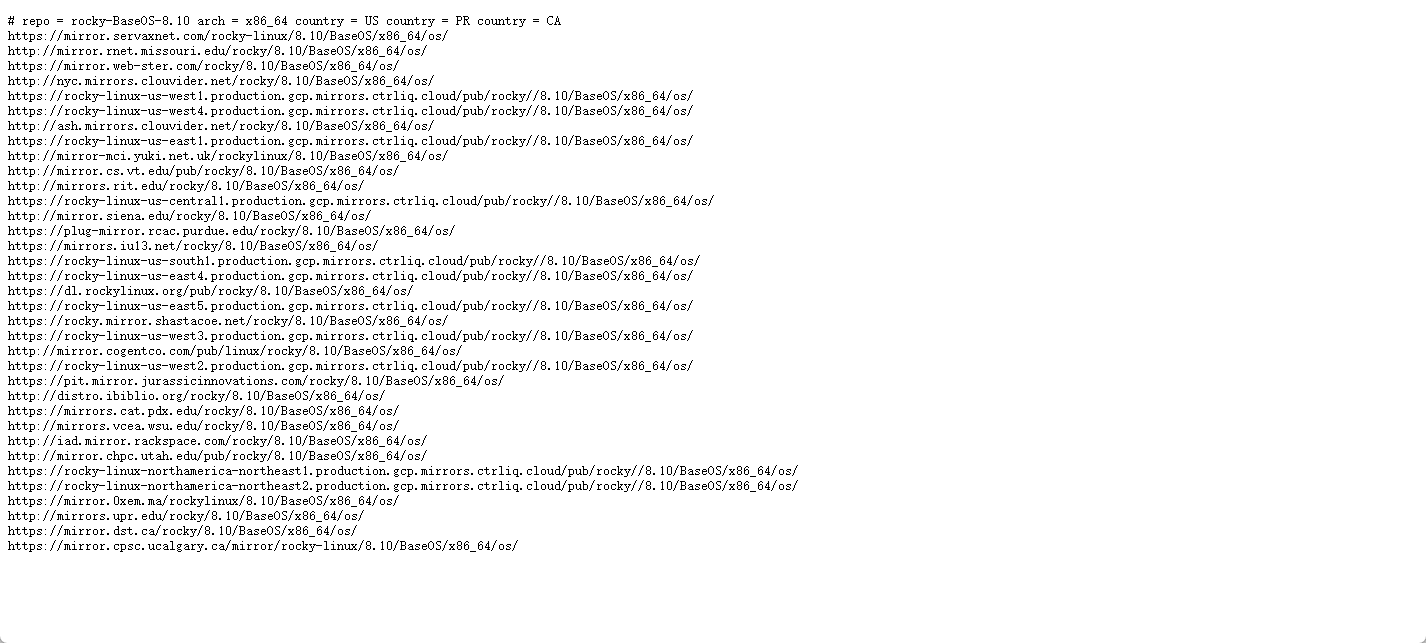 # repo = rocky-BaseOS-8.10 arch = x86_64 country = US country = PR country = CA
https://mirror.servaxnet.com/rocky-linux/8.10/BaseOS/x86_64/os/
http://mirror.rnet.missouri.edu/rocky/8.10/BaseOS/x86_64/os/
https://mirror.web-ster.com/rocky/8.10/BaseOS/x86_64/os/
http://nyc.mirrors.clouvider.net/rocky/8.10/BaseOS/x86_64/os/
https://rocky-linux-us-west1.production.gcp.mirrors.ctrliq.cloud/pub/rocky//8.10/BaseOS/x86_64/os/
https://rocky-linux-us-west4.production.gcp.mirrors.ctrliq.cloud/pub/rocky//8.10/BaseOS/x86_64/os/
http://ash.mirrors.clouvider.net/rocky/8.10/BaseOS/x86_64/os/
https://rocky-linux-us-east1.production.gcp.mirrors.ctrliq.cloud/pub/rocky//8.10/BaseOS/x86_64/os/
http://mirror-mci.yuki.net.uk/rockylinux/8.10/BaseOS/x86_64/os/
http://mirror.cs.vt.edu/pub/rocky/8.10/BaseOS/x86_64/os/
http://mirrors.rit.edu/rocky/8.10/BaseOS/x86_64/os/
https://rocky-linux-us-central1.production.gcp.mirrors.ctrliq.cloud/pub/rocky//8.10/BaseOS/x86_64/os/
http://mirror.siena.edu/rocky/8.10/BaseOS/x86_64/os/
https://plug-mirror.rcac.purdue.edu/rocky/8.10/BaseOS/x86_64/os/
https://mirrors.iu13.net/rocky/8.10/BaseOS/x86_64/os/
https://rocky-linux-us-south1.production.gcp.mirrors.ctrliq.cloud/pub/rocky//8.10/BaseOS/x86_64/os/
https://rocky-linux-us-east4.production.gcp.mirrors.ctrliq.cloud/pub/rocky//8.10/BaseOS/x86_64/os/
https://dl.rockylinux.org/pub/rocky/8.10/BaseOS/x86_64/os/
https://rocky-linux-us-east5.production.gcp.mirrors.ctrliq.cloud/pub/rocky//8.10/BaseOS/x86_64/os/
https://rocky.mirror.shastacoe.net/rocky/8.10/BaseOS/x86_64/os/
https://rocky-linux-us-west3.production.gcp.mirrors.ctrliq.cloud/pub/rocky//8.10/BaseOS/x86_64/os/
http://mirror.cogentco.com/pub/linux/rocky/8.10/BaseOS/x86_64/os/
https://rocky-linux-us-west2.production.gcp.mirrors.ctrliq.cloud/pub/rocky//8.10/BaseOS/x86_64/os/
https://pit.mirror.jurassicinnovations.com/rocky/8.10/BaseOS/x86_64/os/
http://distro.ibiblio.org/rocky/8.10/BaseOS/x86_64/os/
https://mirrors.cat.pdx.edu/rocky/8.10/BaseOS/x86_64/os/
http://mirrors.vcea.wsu.edu/rocky/8.10/BaseOS/x86_64/os/
http://iad.mirror.rackspace.com/rocky/8.10/BaseOS/x86_64/os/
http://mirror.chpc.utah.edu/pub/rocky/8.10/BaseOS/x86_64/os/
https://rocky-linux-northamerica-northeast1.production.gcp.mirrors.ctrliq.cloud/pub/rocky//8.10/BaseOS/x86_64/os/
https://rocky-linux-northamerica-northeast2.production.gcp.mirrors.ctrliq.cloud/pub/rocky//8.10/BaseOS/x86_64/os/
https://mirror.0xem.ma/rockylinux/8.10/BaseOS/x86_64/os/
http://mirrors.upr.edu/rocky/8.10/BaseOS/x86_64/os/
https://mirror.dst.ca/rocky/8.10/BaseOS/x86_64/os/
https://mirror.cpsc.ucalgary.ca/mirror/rocky-linux/8.10/BaseOS/x86_64/os/